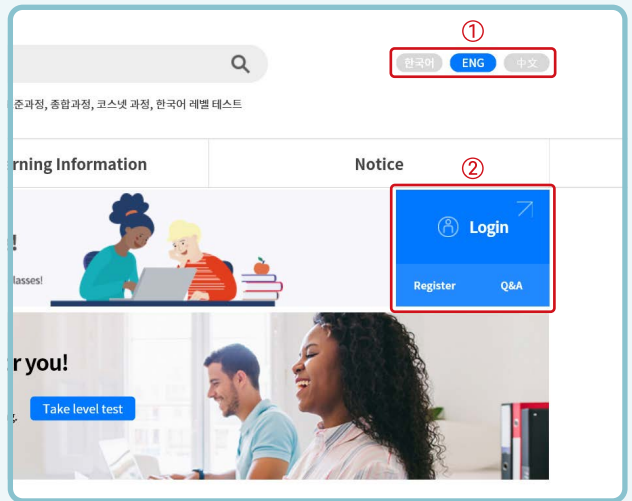 ①
한국어 ENG 中文
준과정, 종합과정, 코스넷 과정, 한국어 레벨 테스트
rning Information Notice
②
!
Login
lasses!
Register Q&A
r you!
Take level test